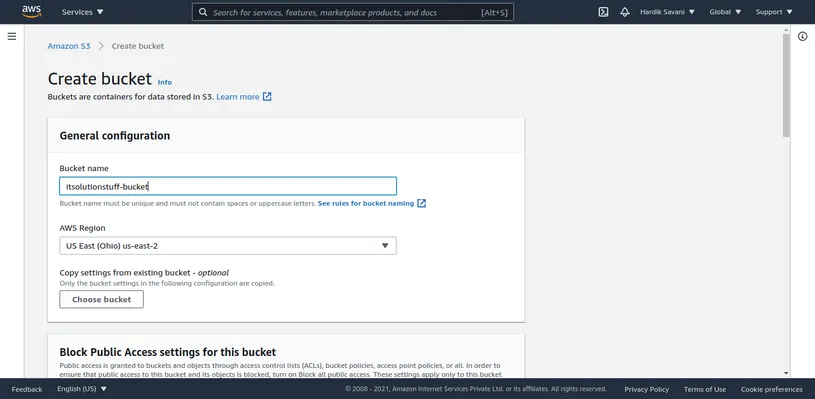 aws Services Search for services, features, marketplace products, and docs [Alt+S] Hardik Savani Global Support
Amazon S3 Create bucket
Create bucket Info
Buckets are containers for data stored in S3. Learn more
General configuration
Bucket name
itsolutionstuff-bucket
Bucket name must be unique and must not contain spaces or uppercase letters. See rules for bucket naming
AWS Region
US East (Ohio) us-east-2
Copy settings from existing bucket - optional
Only the bucket settings in the following configuration are copied.
Choose bucket
Block Public Access settings for this bucket
Public access is granted to buckets and objects through access control lists (ACLs), bucket policies, access point policies, or all. In order to
ensure that public access to this bucket and its objects is blocked, turn on Block all public access. These settings apply only to this bucket
Feedback English (US) © 2008 - 2021, Amazon Internet Services Private Ltd. or its affiliates. All rights reserved. Privacy Policy Terms of Use Cookie preferences